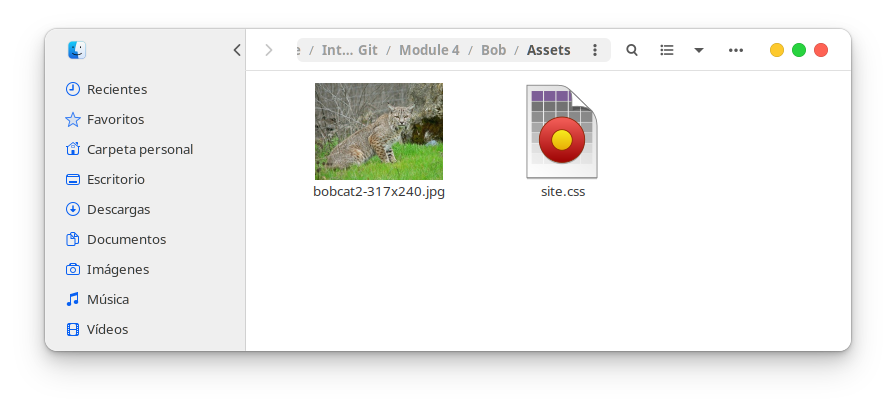 e / Int... Git / Module 4 / Bob / Assets
Recientes
Favoritos
Carpeta personal
Escritorio
Descargas
Documentos
Imágenes
Música
Vídeos
bobcat2-317x240.jpg
site.css